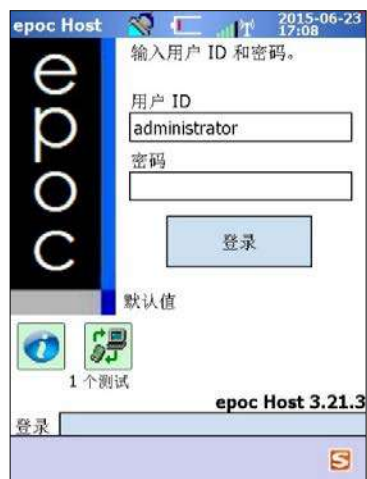 epoc Host
2015-06-23
17:08
epoc
输入用户 ID 和密码。
用户 ID
administrator
密码
登录
默认值
1 个测试
epoc Host 3.21.3
登录